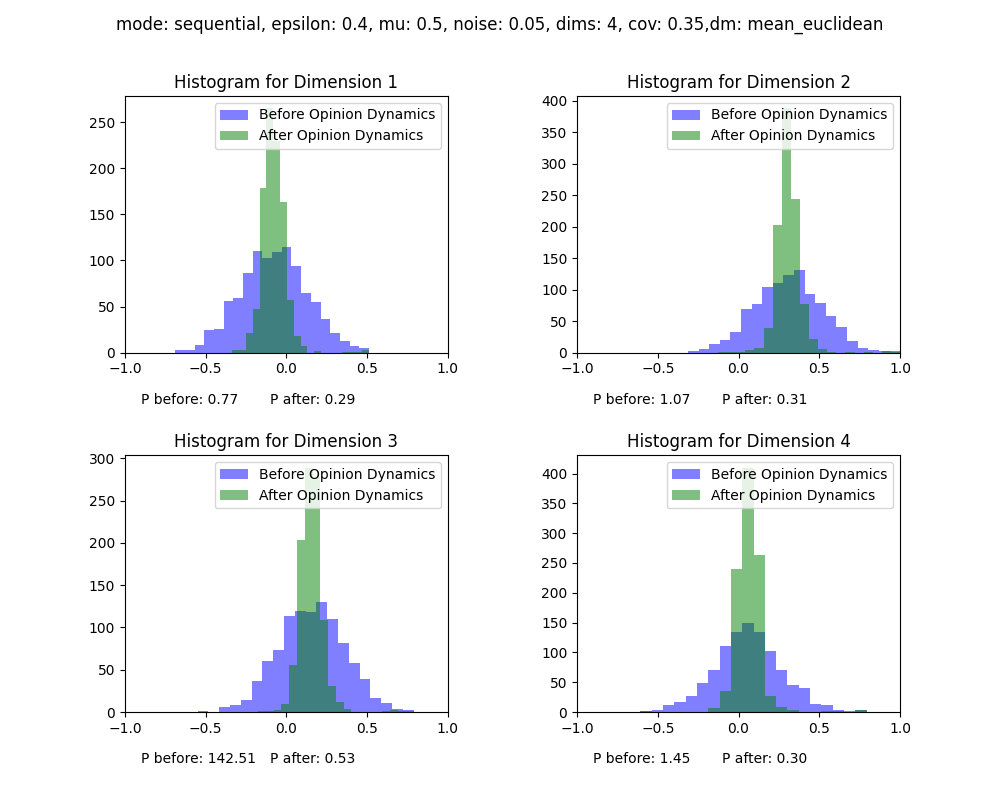 mode: sequential, epsilon: 0.4, mu: 0.5, noise: 0.05, dims: 4, cov: 0.35,dm: mean_euclidean
Histogram for Dimension 1
Before Opinion Dynamics
After Opinion Dynamics
250
200
150
100
50
0
−1.0 −0.5 0.0 0.5 1.0
P before: 0.77 P after: 0.29
Histogram for Dimension 2
Before Opinion Dynamics
After Opinion Dynamics
400
350
300
250
200
150
100
50
0
−1.0 −0.5 0.0 0.5 1.0
P before: 1.07 P after: 0.31
Histogram for Dimension 3
Before Opinion Dynamics
After Opinion Dynamics
300
250
200
150
100
50
0
−1.0 −0.5 0.0 0.5 1.0
P before: 142.51 P after: 0.53
Histogram for Dimension 4
Before Opinion Dynamics
After Opinion Dynamics
400
350
300
250
200
150
100
50
0
−1.0 −0.5 0.0 0.5 1.0
P before: 1.45 P after: 0.30